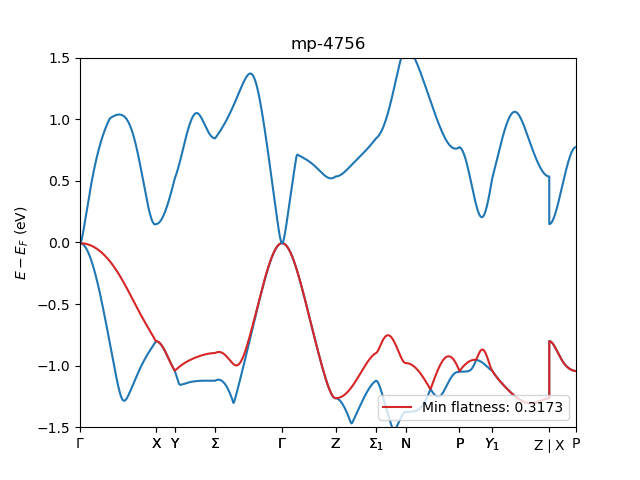 mp-4756
1.5
1.0
0.5
0.0
−0.5
−1.0
−1.5
E − E_F (eV)
Min flatness: 0.3173
Γ X Y Σ Γ Z Σ₁ N P Y₁ Z | X P